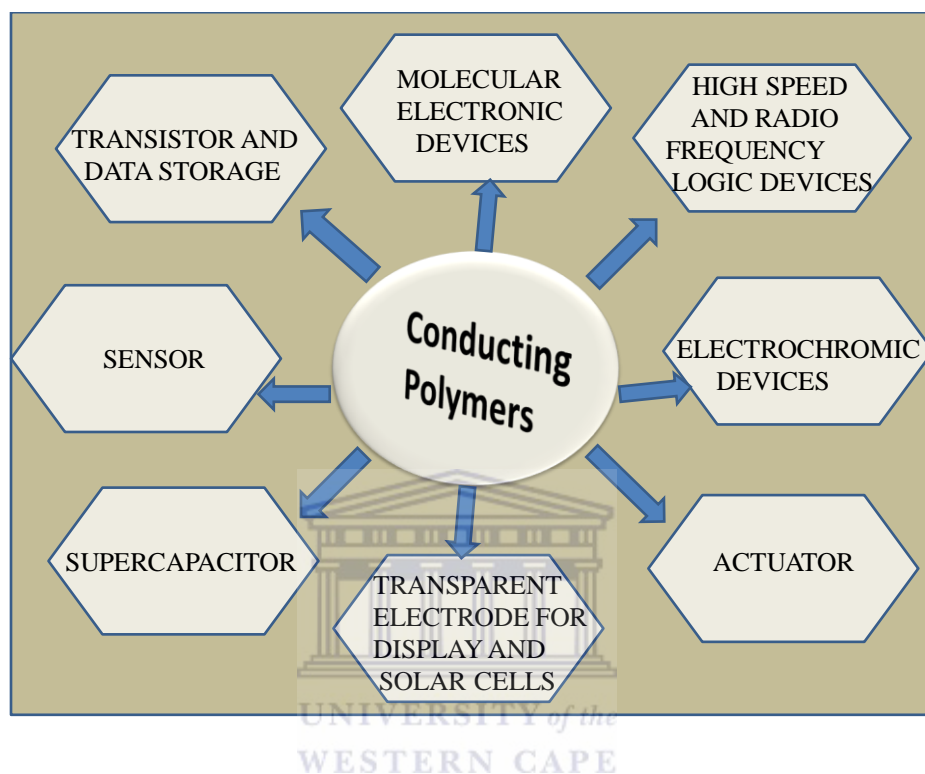 MOLECULAR
ELECTRONIC
DEVICES
HIGH SPEED
AND RADIO
FREQUENCY
LOGIC DEVICES
TRANSISTOR AND
DATA STORAGE
Conducting
Polymers
SENSOR
ELECTROCHROMIC
DEVICES
SUPERCAPACITOR
ACTUATOR
TRANSPARENT
ELECTRODE FOR
DISPLAY AND
SOLAR CELLS
UNIVERSITY of the
WESTERN CAPE